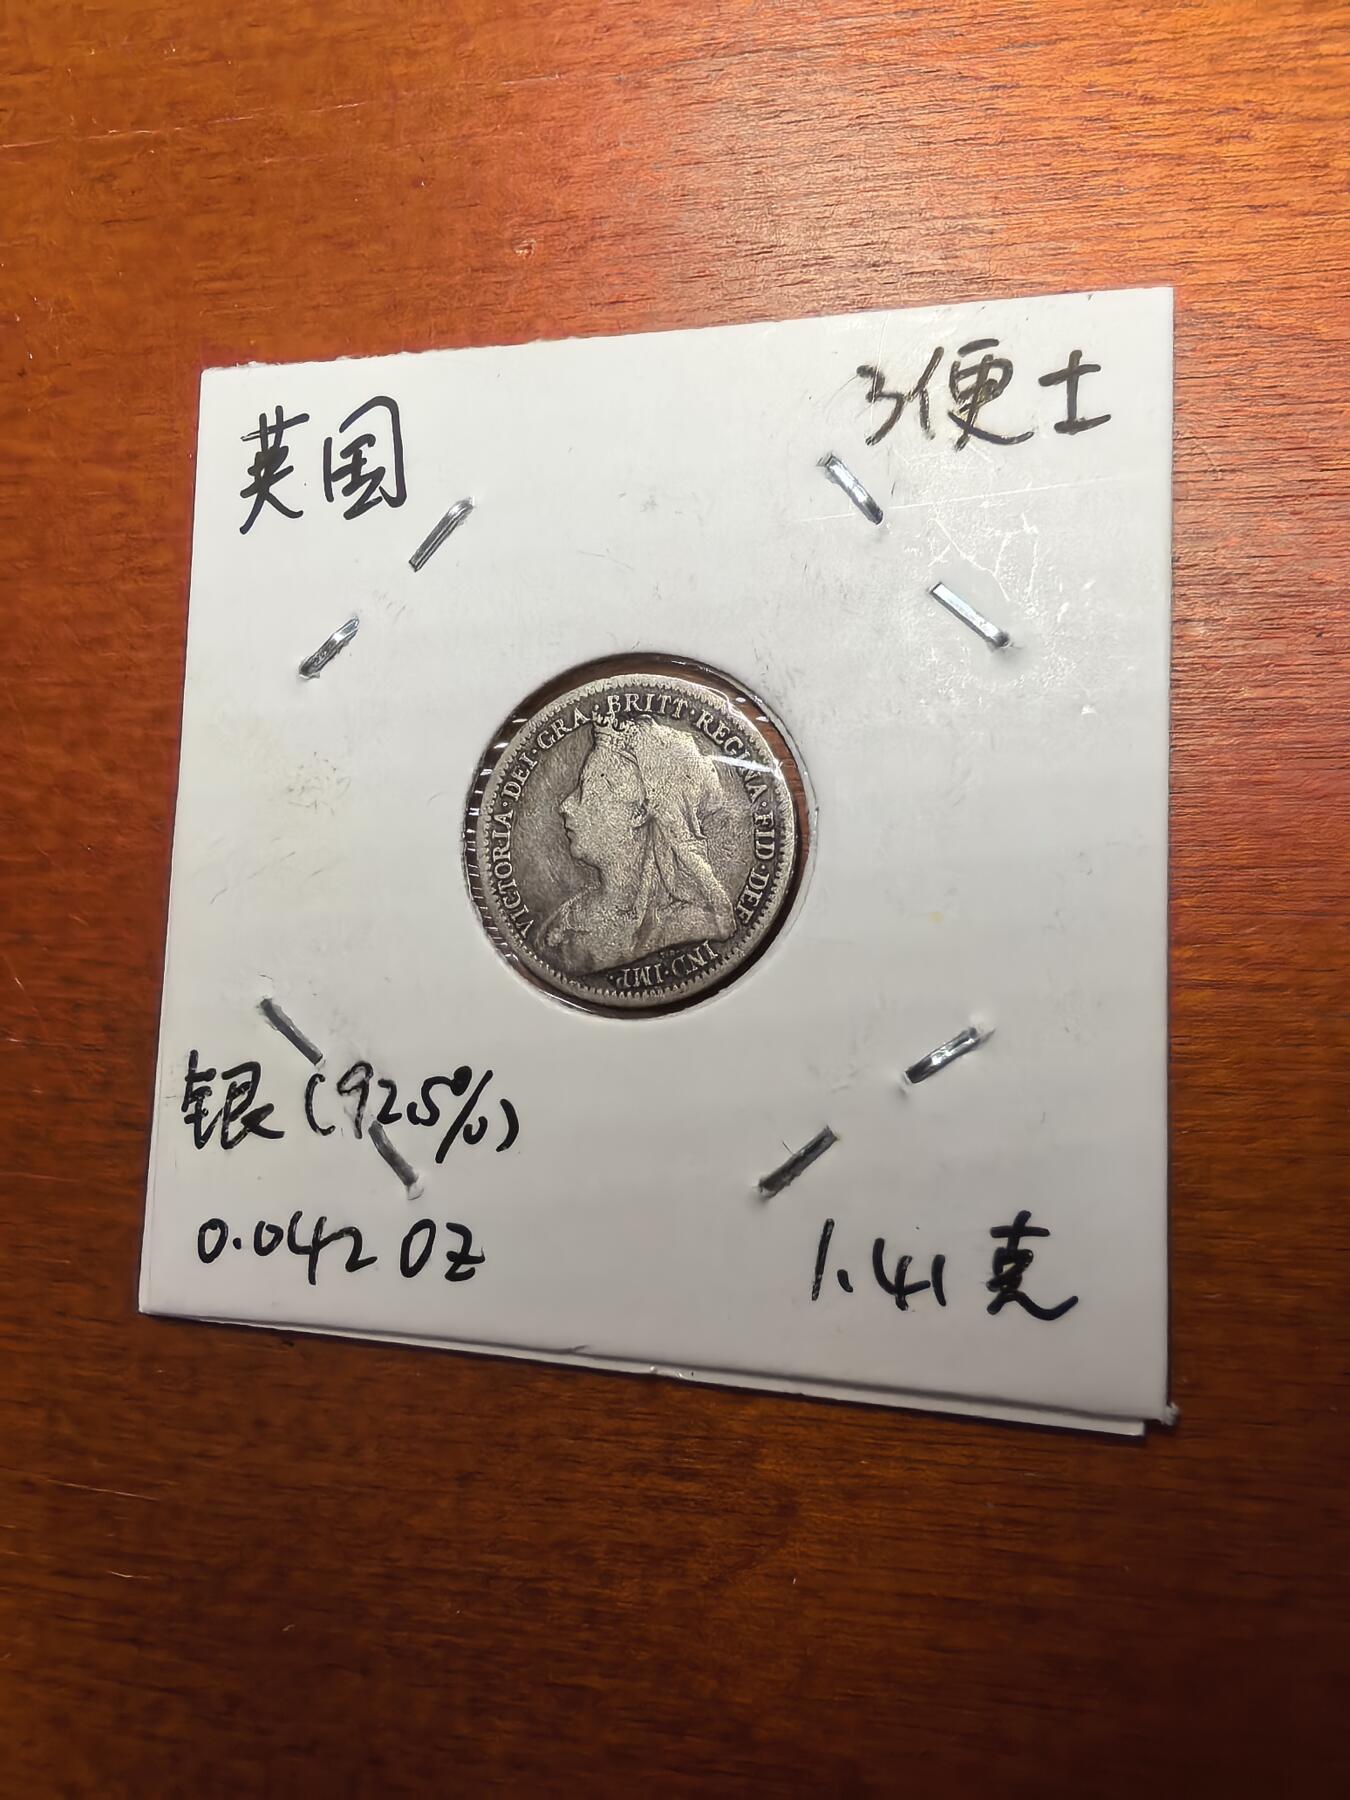 英国
3便士
VICTORIA·DEI·GRA·BRITT·REGINA·FID·DEF·IND·IMP·
银(92.5%)
0.042 OZ
1.41克